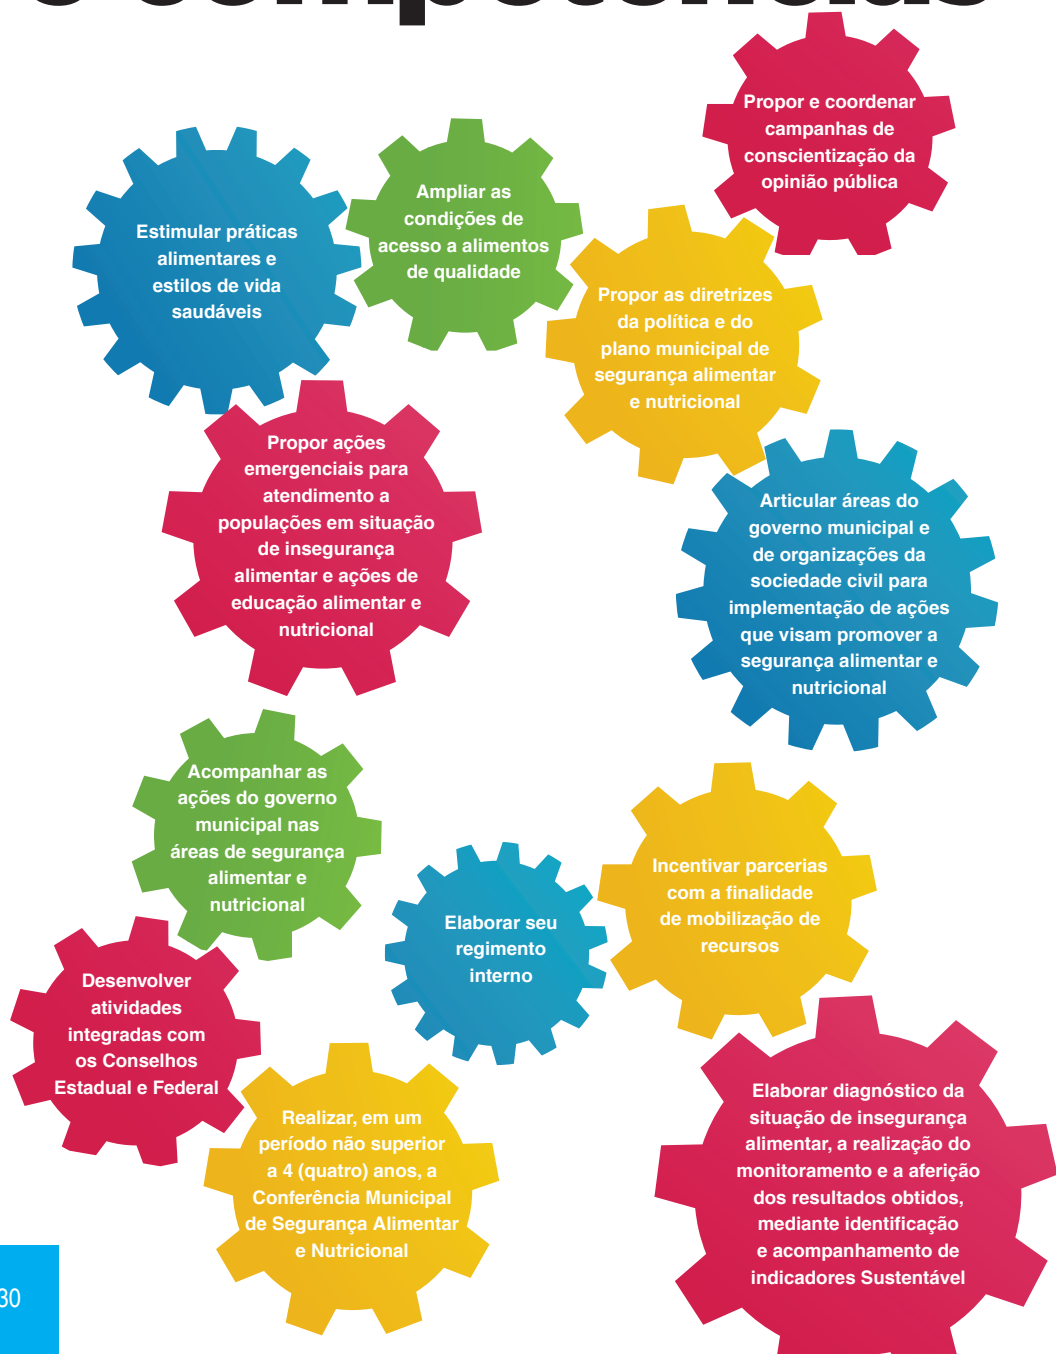 e competências
Propor e coordenar
campanhas de
conscientização da
opinião pública
Estimular práticas
alimentares e
estilos de vida
saudáveis
Ampliar as
condições de
acesso a alimentos
de qualidade
Propor as diretrizes
da política e do
plano municipal de
segurança alimentar
e nutricional
Propor ações
emergenciais para
atendimento a
populações em situação
de insegurança
alimentar e ações de
educação alimentar e
nutricional
Articular áreas do
governo municipal e
de organizações da
sociedade civil para
implementação de ações
que visam promover a
segurança alimentar e
nutricional
Acompanhar as
ações do governo
municipal nas
áreas de segurança
alimentar e
nutricional
Elaborar seu
regimento
interno
Incentivar parcerias
com a finalidade
de mobilização de
recursos
Desenvolver
atividades
integradas com
os Conselhos
Estadual e Federal
Realizar, em um
período não superior
a 4 (quatro) anos, a
Conferência Municipal
de Segurança Alimentar
e Nutricional
Elaborar diagnóstico da
situação de insegurança
alimentar, a realização do
monitoramento e a aferição
dos resultados obtidos,
mediante identificação
e acompanhamento de
indicadores Sustentável
30